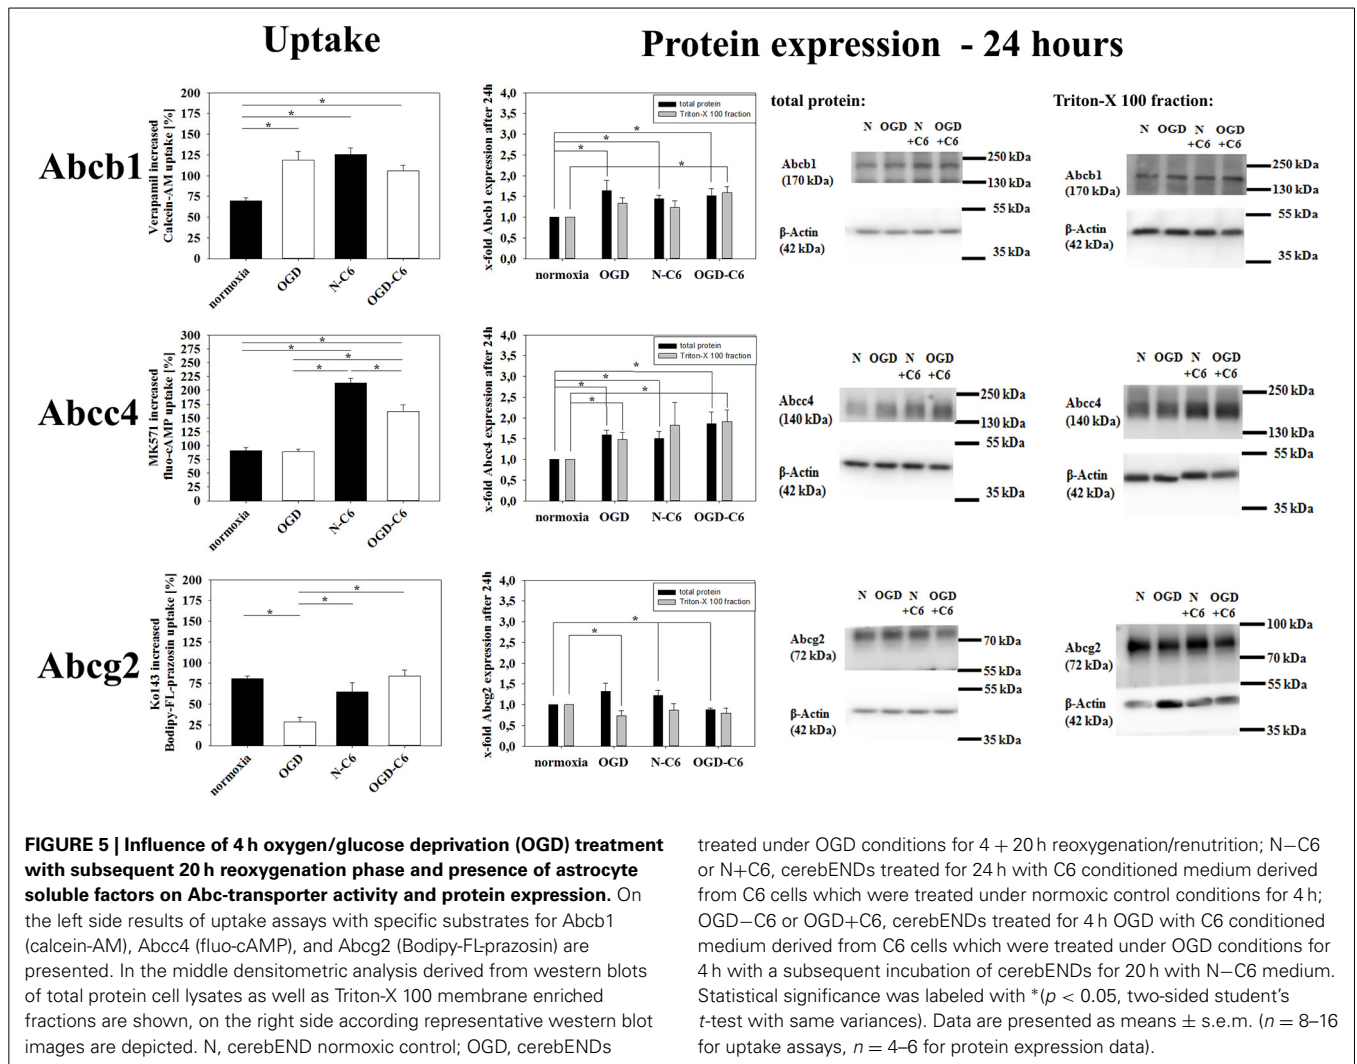 Uptake
Protein expression - 24 hours
Abcb1
Verapamil increased
Calcein-AM uptake [%]
200
175
150
125
100
75
50
25
0
* * *
normoxia OGD N-C6 OGD-C6
x-fold Abcb1 expression after 24h
4,0
3,5
3,0
2,5
2,0
1,5
1,0
0,5
0,0
total protein
Triton-X 100 fraction
* * * *
normoxia OGD N-C6 OGD-C6
total protein:
N OGD N OGD
+C6 +C6
Abcb1
(170 kDa)
250 kDa
130 kDa
55 kDa
β-Actin
(42 kDa)
35 kDa
Triton-X 100 fraction:
N OGD N OGD
+C6 +C6
Abcb1
(170 kDa)
250 kDa
130 kDa
55 kDa
β-Actin
(42 kDa)
35 kDa
Abcc4
MK571 increased
fluo-cAMP uptake [%]
300
275
250
225
200
175
150
125
100
75
50
25
0
* * * * *
normoxia OGD N-C6 OGD-C6
x-fold Abcc4 expression after 24h
4,0
3,5
3,0
2,5
2,0
1,5
1,0
0,5
0,0
total protein
Triton-X 100 fraction
* * * * *
normoxia OGD N-C6 OGD-C6
N OGD N OGD
+C6 +C6
Abcc4
(140 kDa)
250 kDa
130 kDa
55 kDa
β-Actin
(42 kDa)
35 kDa
N OGD N OGD
+C6 +C6
Abcc4
(140 kDa)
250 kDa
130 kDa
55 kDa
β-Actin
(42 kDa)
35 kDa
Abcg2
Ko143 increased
Bodipy-FL-prazosin uptake [%]
200
175
150
125
100
75
50
25
0
* * *
normoxia OGD N-C6 OGD-C6
x-fold Abcg2 expression after 24h
4,0
3,5
3,0
2,5
2,0
1,5
1,0
0,5
0,0
total protein
Triton-X 100 fraction
* *
normoxia OGD N-C6 OGD-C6
N OGD N OGD
+C6 +C6
Abcg2
(72 kDa)
70 kDa
55 kDa
55 kDa
β-Actin
(42 kDa)
35 kDa
N OGD N OGD
+C6 +C6
Abcg2
(72 kDa)
100 kDa
70 kDa
55 kDa
β-Actin
(42 kDa)
35 kDa
FIGURE 5 | Influence of 4 h oxygen/glucose deprivation (OGD) treatment
with subsequent 20 h reoxygenation phase and presence of astrocyte
soluble factors on Abc-transporter activity and protein expression. On
the left side results of uptake assays with specific substrates for Abcb1
(calcein-AM), Abcc4 (fluo-cAMP), and Abcg2 (Bodipy-FL-prazosin) are
presented. In the middle densitometric analysis derived from western blots
of total protein cell lysates as well as Triton-X 100 membrane enriched
fractions are shown, on the right side according representative western blot
images are depicted. N, cerebEND normoxic control; OGD, cerebENDs
treated under OGD conditions for 4 + 20 h reoxygenation/renutrition; N−C6
or N+C6, cerebENDs treated for 24 h with C6 conditioned medium derived
from C6 cells which were treated under normoxic control conditions for 4 h;
OGD−C6 or OGD+C6, cerebENDs treated for 4 h OGD with C6 conditioned
medium derived from C6 cells which were treated under OGD conditions for
4 h with a subsequent incubation of cerebENDs for 20 h with N−C6 medium.
Statistical significance was labeled with *(p < 0.05, two-sided student's
t-test with same variances). Data are presented as means ± s.e.m. (n = 8–16
for uptake assays, n = 4–6 for protein expression data).